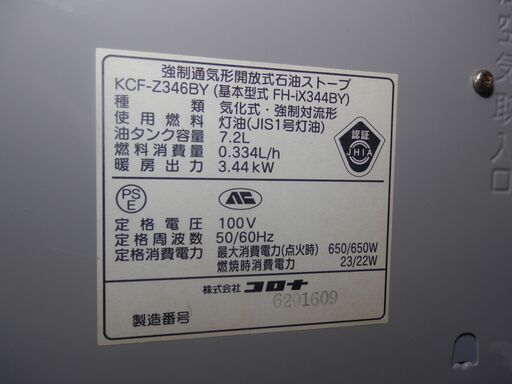 強制通気形開放式石油ストーブ
KCF-Z346BY (基本型式 FH-iX344BY)
種類 気化式・強制対流形
使用燃料 灯油(JIS1号灯油)
油タンク容量 7.2L
燃料消費量 0.334L/h
暖房出力 3.44kW
認証
JHIA
PS
E
定格電圧 100V
定格周波数 50/60Hz
定格消費電力 最大消費電力(点火時) 650/650W
燃焼時消費電力 23/22W
株式会社 コロナ
6201609
製造番号
空気取入口